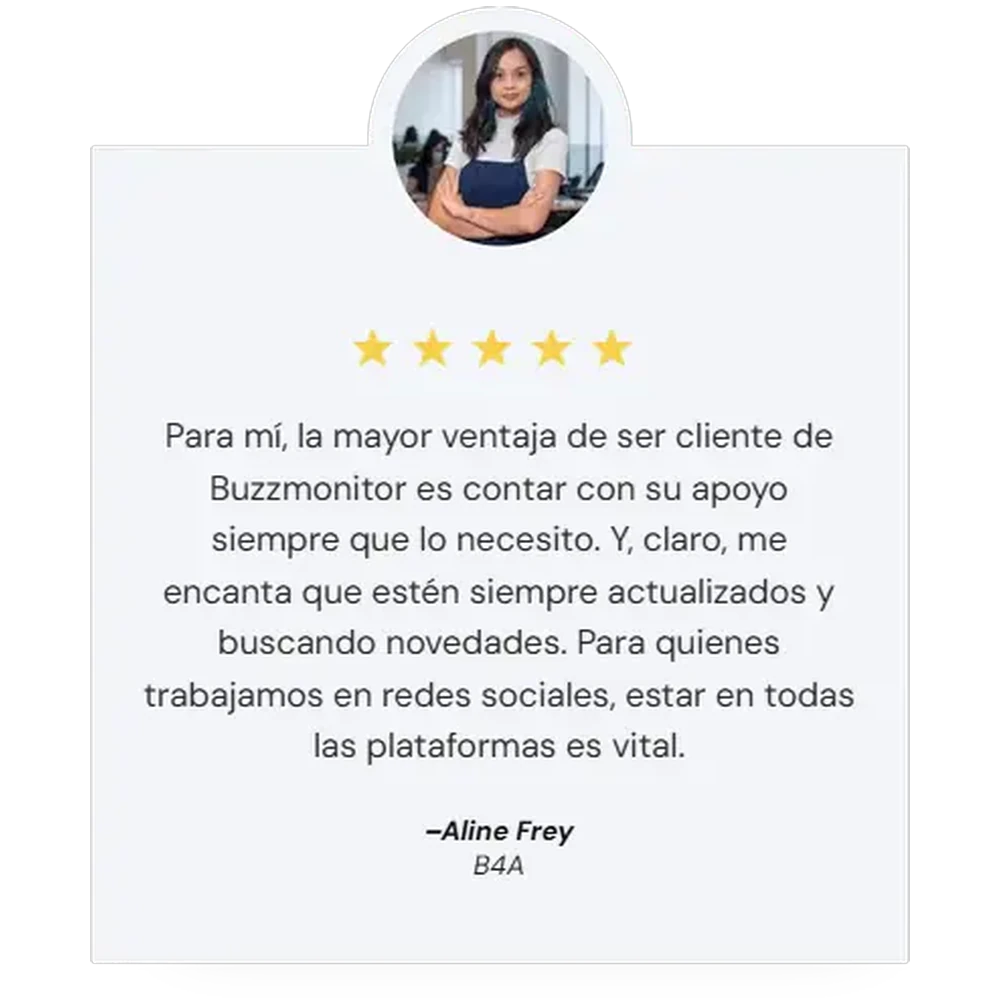 Para mí, la mayor ventaja de ser cliente de
Buzzmonitor es contar con su apoyo
siempre que lo necesito. Y, claro, me
encanta que estén siempre actualizados y
buscando novedades. Para quienes
trabajamos en redes sociales, estar en todas
las plataformas es vital.
–Aline Frey
B4A